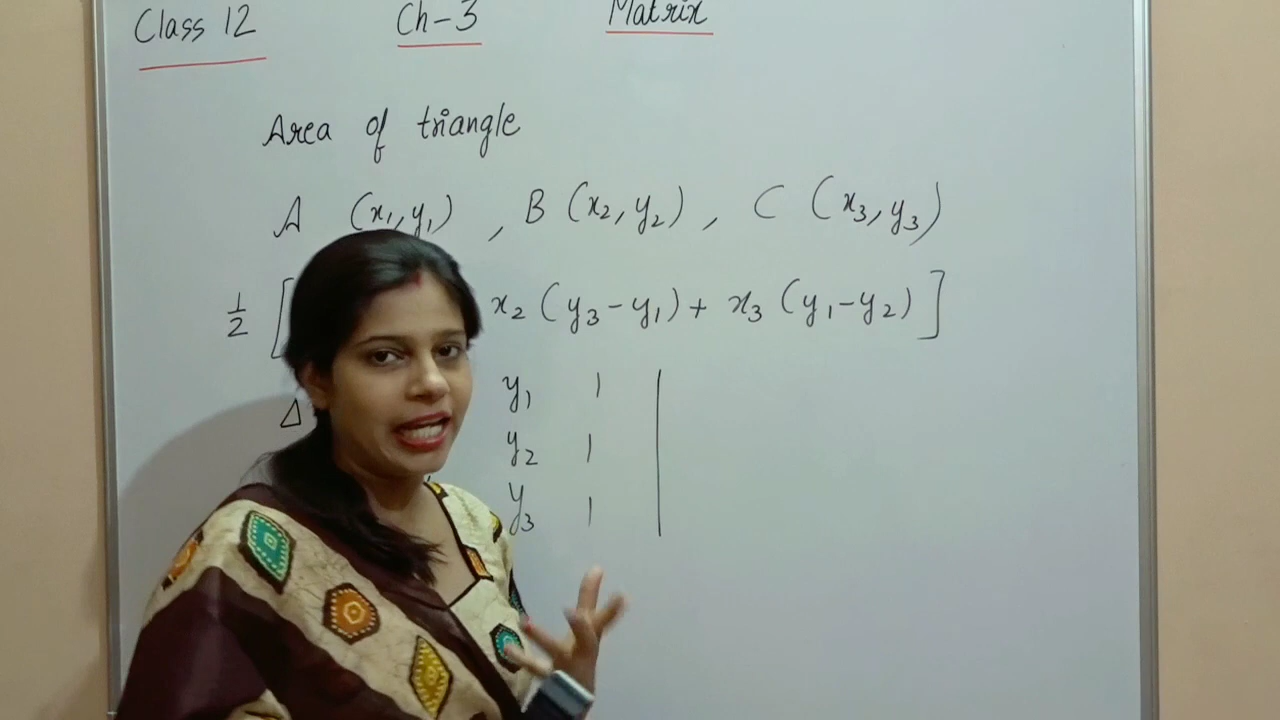 Class 12 Ch-3 Matrix
Area of triangle
A (x₁,y₁) , B (x₂,y₂) , C (x₃,y₃)
½ [ x₂ (y₃-y₁)+ x₃ (y₁-y₂) ]
Δ y₁ 1 |
y₂ 1 |
y₃ 1 |